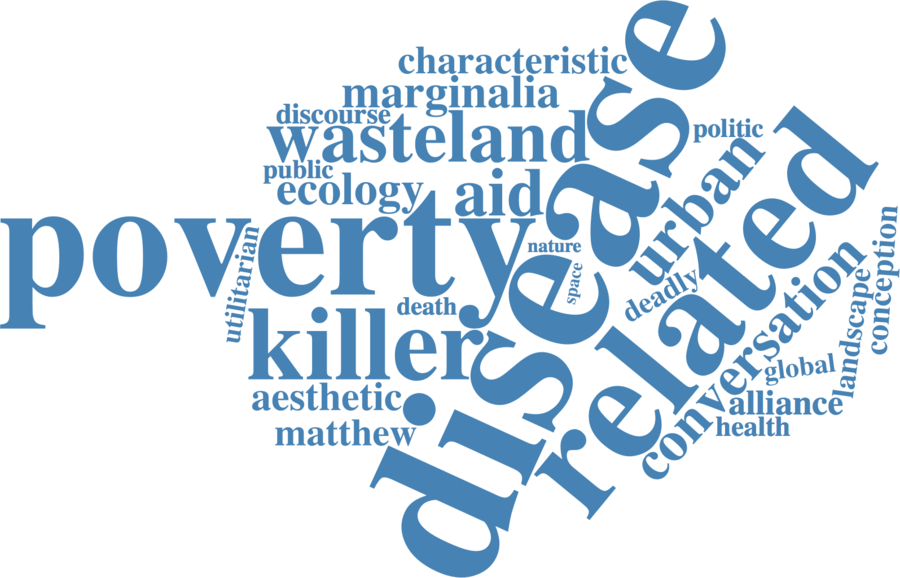 characteristic
marginalia
discourse
wasteland
public
ecology
aid
poverty
utilitarian
nature
space
death
killer
aesthetic
matthew
disease
related
politic
urban
deadly
conversation
conception
landscape
global
alliance
health